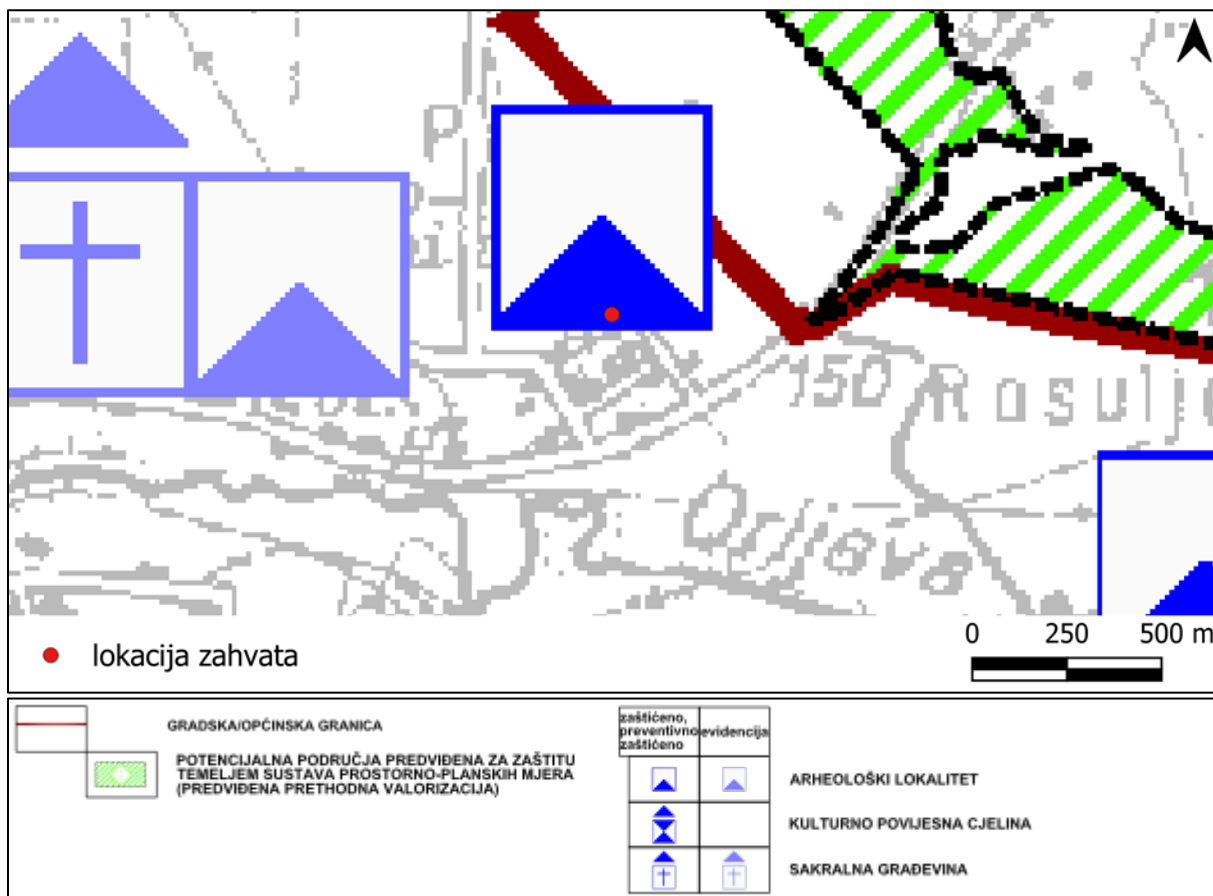 150 Rosulj
Orljava
0 250 500 m
lokacija zahvata
GRADSKA/OPĆINSKA GRANICA
POTENCIJALNA PODRUČJA PREDVIĐENA ZA ZAŠTITU
TEMELJEM SUSTAVA PROSTORNO-PLANSKIH MJERA
(PREDVIĐENA PRETHODNA VALORIZACIJA)
zaštićeno,
preventivno
zaštićeno
evidencija
ARHEOLOŠKI LOKALITET
KULTURNO POVIJESNA CJELINA
SAKRALNA GRAĐEVINA